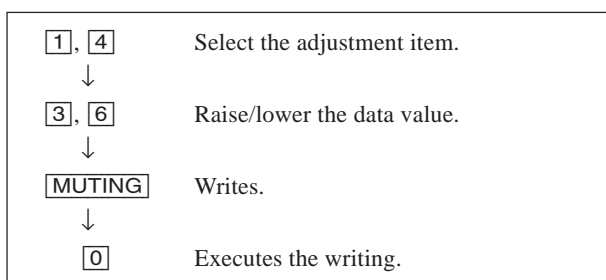 1, 4 Select the adjustment item.
↓
3, 6 Raise/lower the data value.
↓
MUTING Writes.
↓
0 Executes the writing.